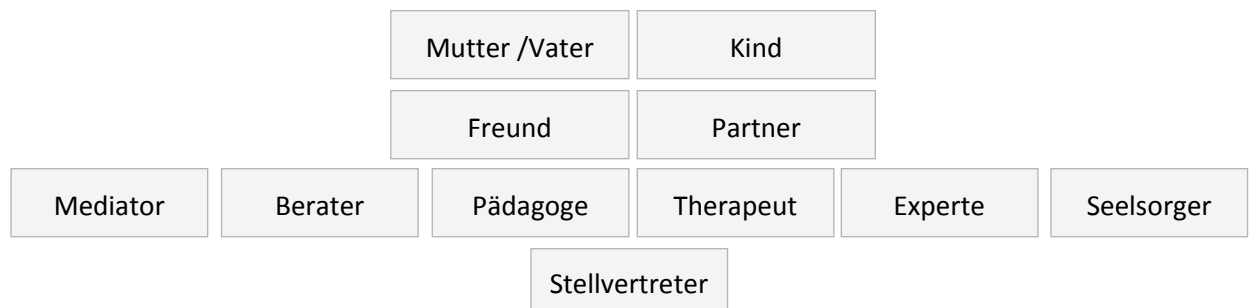 Mutter /Vater Kind
Freund Partner
Mediator Berater Pädagoge Therapeut Experte Seelsorger
Stellvertreter